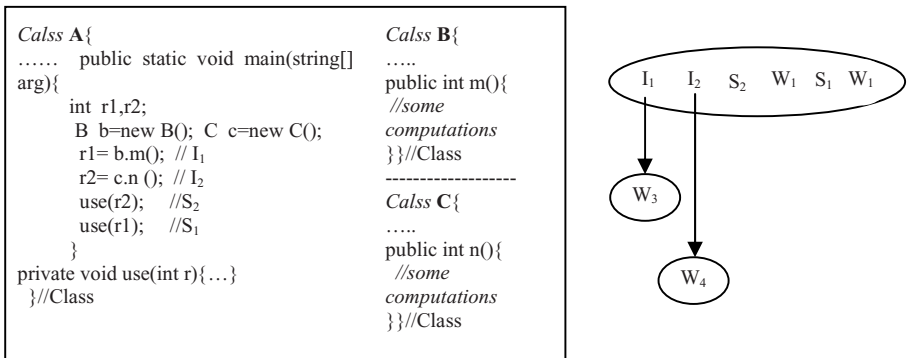 Calss A{
…… public static void main(string[]
arg){
int r1,r2;
B b=new B(); C c=new C();
r1= b.m(); // I1
r2= c.n (); // I2
use(r2); //S2
use(r1); //S1
}
private void use(int r){…}
}//Class
Calss B{
…..
public int m(){
//some
computations
}}//Class
-------------------
Calss C{
…..
public int n(){
//some
computations
}}//Class
I1 I2 S2 W1 S1 W1
W3
W4